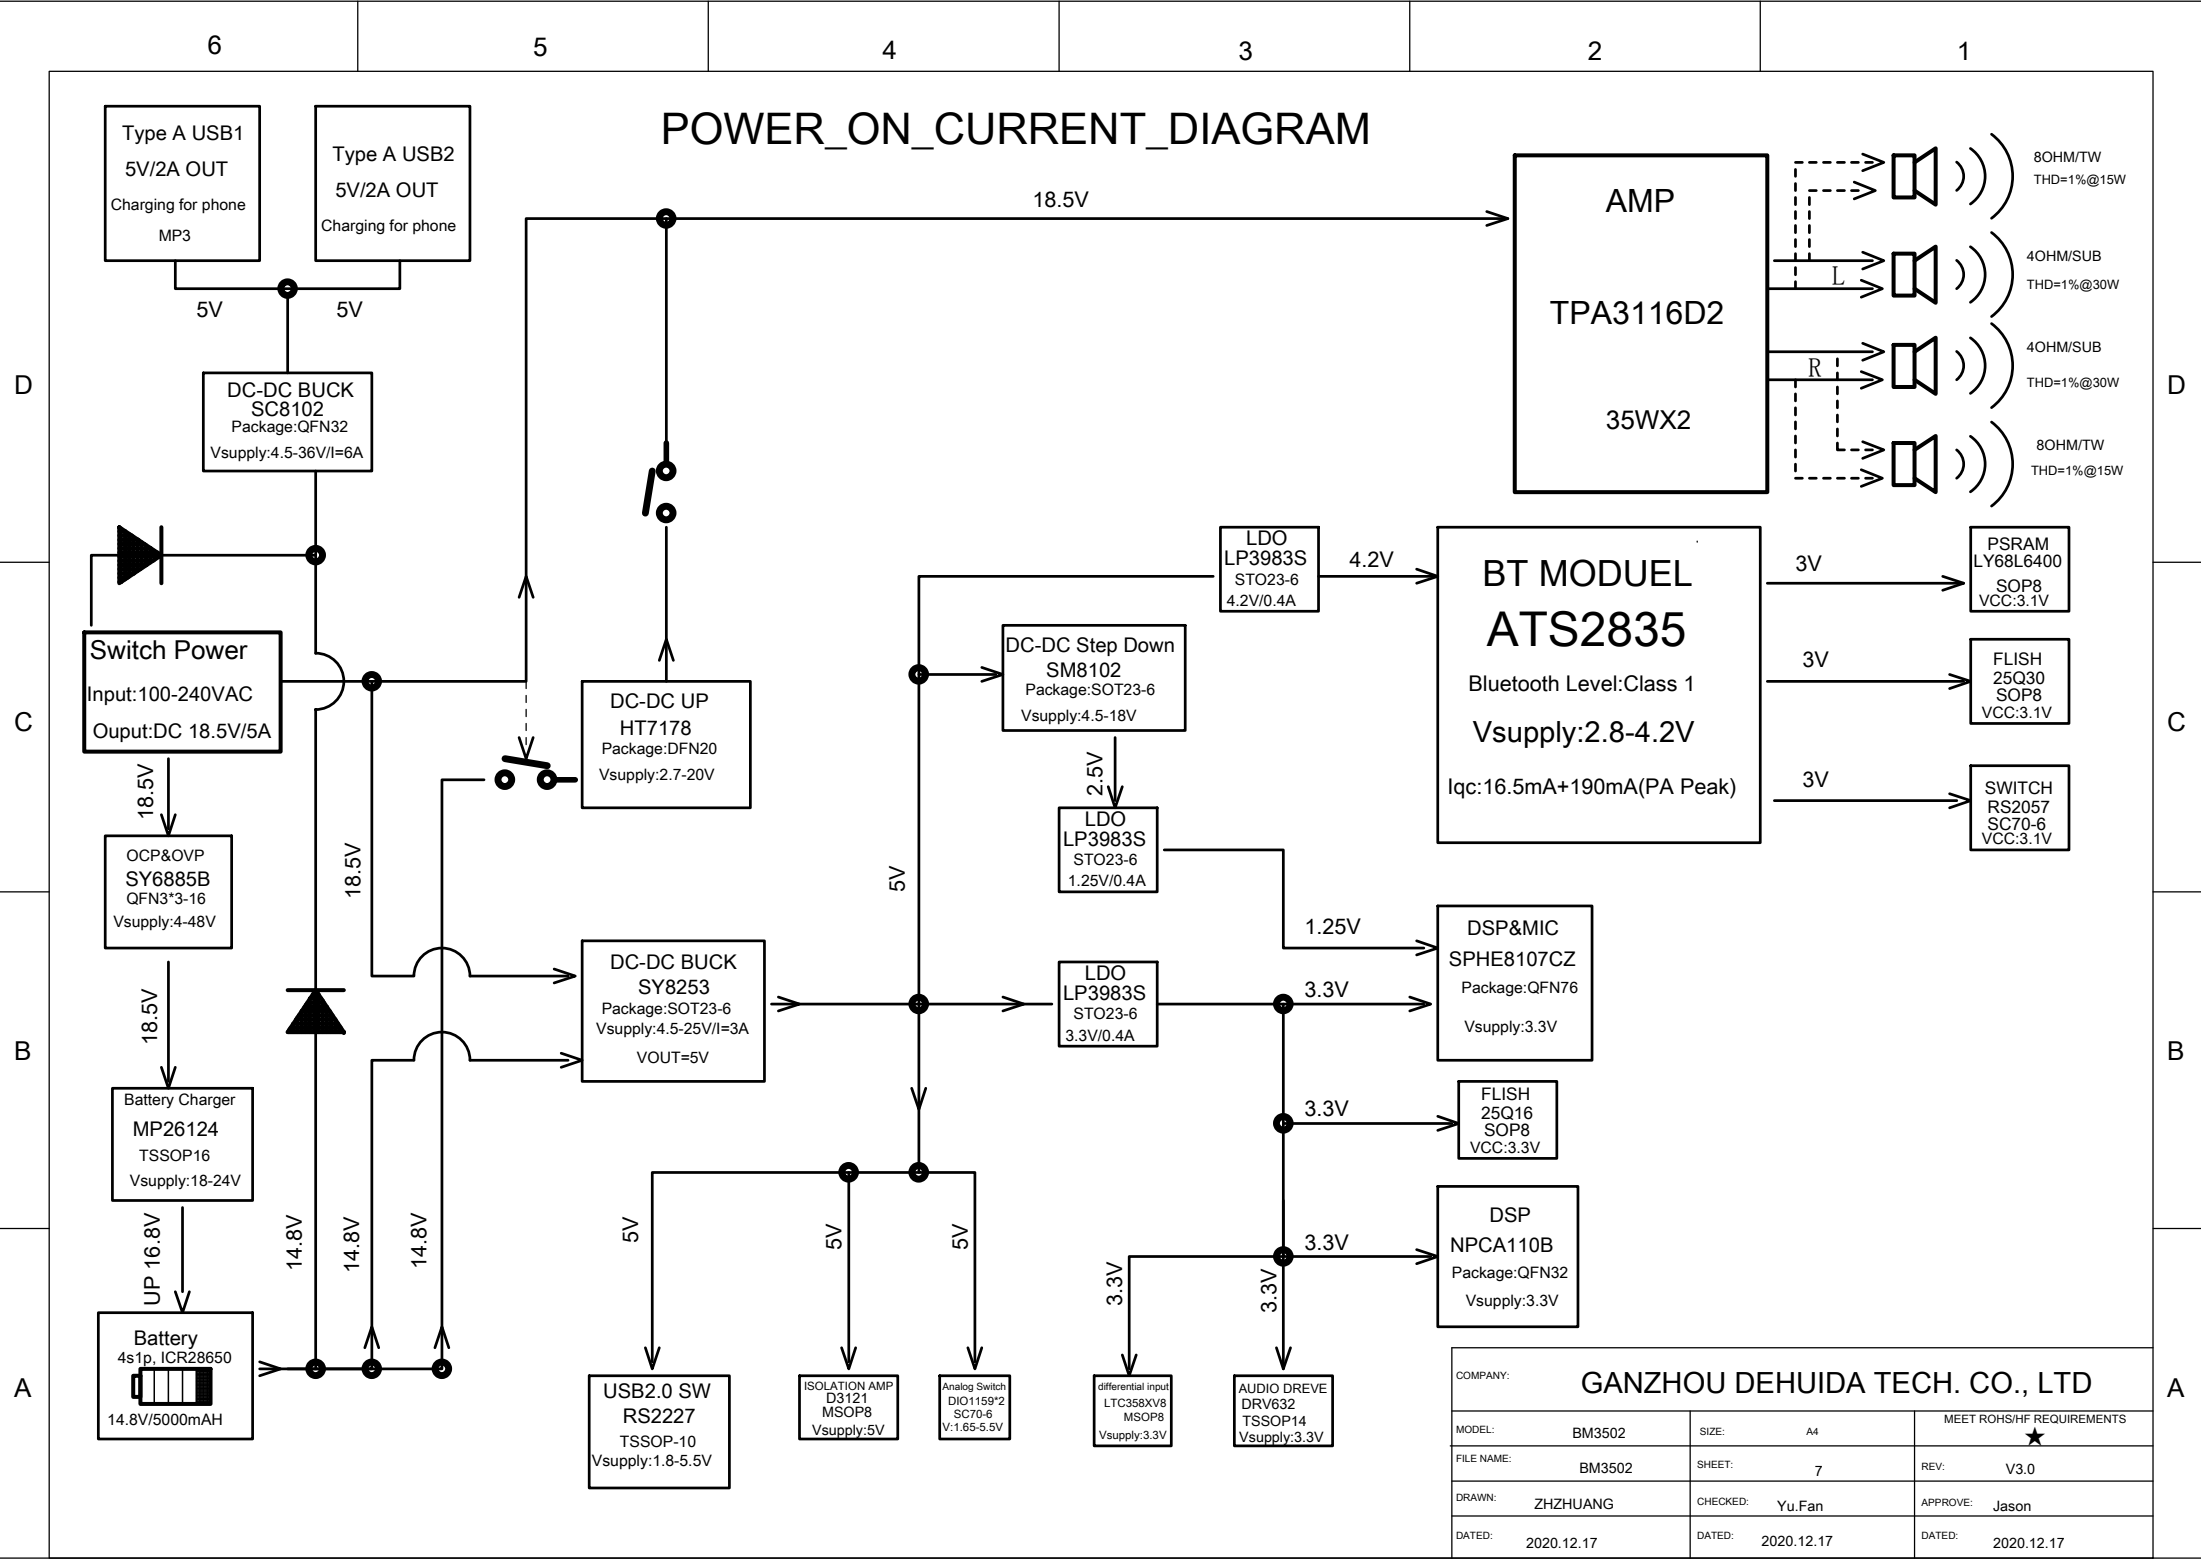 6
5
4
3
2
1
POWER_ON_CURRENT_DIAGRAM
Type A USB1
5V/2A OUT
Charging for phone
MP3
Type A USB2
5V/2A OUT
Charging for phone
5V
5V
DC-DC BUCK
SC8102
Package:QFN32
Vsupply:4.5-36V/I=6A
18.5V
AMP
TPA3116D2
35WX2
L
R
8OHM/TW
THD=1%@15W
4OHM/SUB
THD=1%@30W
4OHM/SUB
THD=1%@30W
8OHM/TW
THD=1%@15W
D
D
Switch Power
Input:100-240VAC
Ouput:DC 18.5V/5A
18.5V
18.5V
DC-DC UP
HT7178
Package:DFN20
Vsupply:2.7-20V
LDO
LP3983S
STO23-6
4.2V/0.4A
4.2V
DC-DC Step Down
SM8102
Package:SOT23-6
Vsupply:4.5-18V
2.5V
LDO
LP3983S
STO23-6
1.25V/0.4A
BT MODUEL
ATS2835
Bluetooth Level:Class 1
Vsupply:2.8-4.2V
Iqc:16.5mA+190mA(PA Peak)
3V
PSRAM
LY68L6400
SOP8
VCC:3.1V
3V
FLISH
25Q30
SOP8
VCC:3.1V
3V
SWITCH
RS2057
SC70-6
VCC:3.1V
C
C
OCP&OVP
SY6885B
QFN3*3-16
Vsupply:4-48V
18.5V
5V
DC-DC BUCK
SY8253
Package:SOT23-6
Vsupply:4.5-25V/I=3A
VOUT=5V
LDO
LP3983S
STO23-6
3.3V/0.4A
1.25V
3.3V
DSP&MIC
SPHE8107CZ
Package:QFN76
Vsupply:3.3V
3.3V
FLISH
25Q16
SOP8
VCC:3.3V
B
B
Battery Charger
MP26124
TSSOP16
Vsupply:18-24V
UP 16.8V
14.8V
14.8V
14.8V
5V
5V
5V
3.3V
3.3V
3.3V
DSP
NPCA110B
Package:QFN32
Vsupply:3.3V
Battery
4s1p, ICR28650
14.8V/5000mAH
USB2.0 SW
RS2227
TSSOP-10
Vsupply:1.8-5.5V
ISOLATION AMP
D3121
MSOP8
Vsupply:5V
Analog Switch
DIO1159*2
SC70-6
V:1.65-5.5V
differential input
LTC358XV8
MSOP8
Vsupply:3.3V
AUDIO DREVE
DRV632
TSSOP14
Vsupply:3.3V
A
A
COMPANY: GANZHOU DEHUIDA TECH. CO., LTD
MODEL: BM3502 SIZE: A4 MEET ROHS/HF REQUIREMENTS
★
FILE NAME: BM3502 SHEET: 7 REV: V3.0
DRAWN: ZHZHUANG CHECKED: Yu.Fan APPROVE: Jason
DATED: 2020.12.17 DATED: 2020.12.17 DATED: 2020.12.17